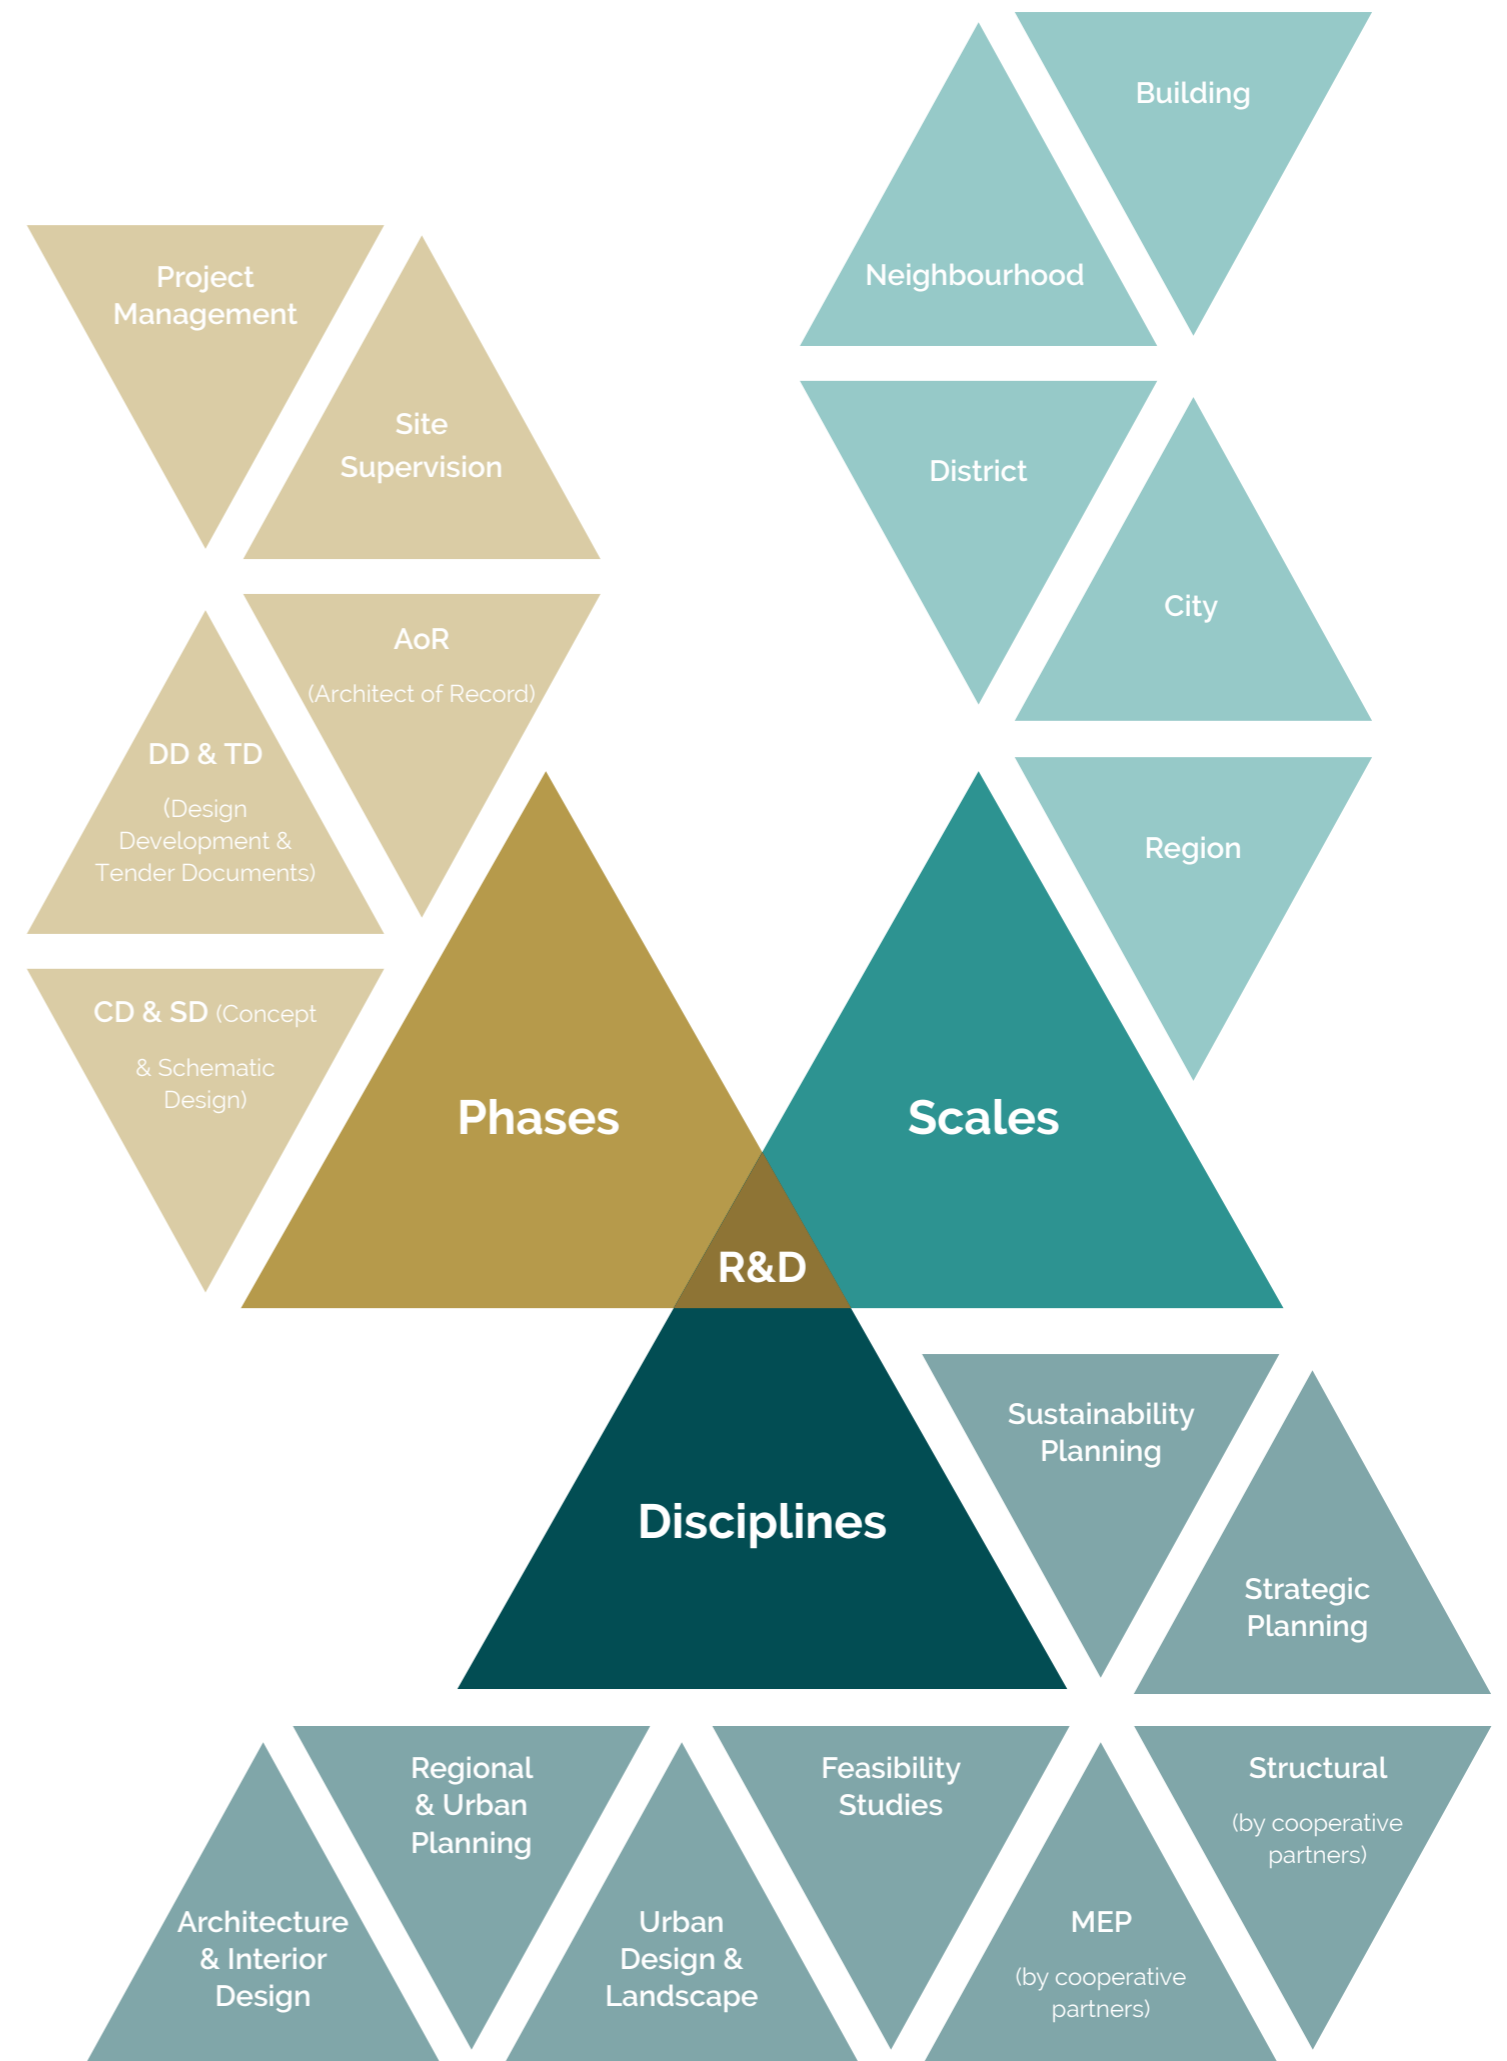 Building
Neighbourhood
District
City
Region
Project
Management
Site
Supervision
AoR
(Architect of Record)
DD & TD
(Design
Development &
Tender Documents)
CD & SD (Concept
& Schematic
Design)
Phases
Scales
R&D
Disciplines
Sustainability
Planning
Strategic
Planning
Architecture
& Interior
Design
Regional
& Urban
Planning
Urban
Design &
Landscape
Feasibility
Studies
MEP
(by cooperative
partners)
Structural
(by cooperative
partners)